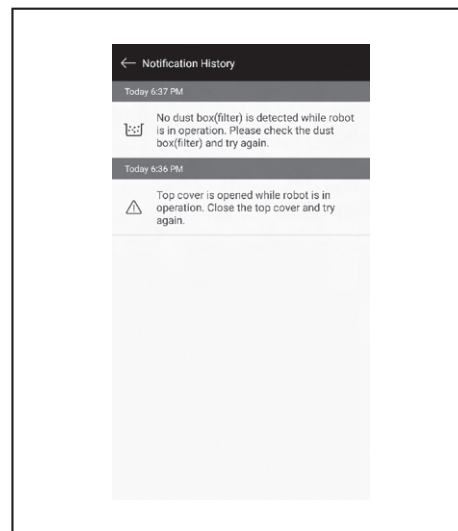 ← Notification History
Today 6:37 PM
No dust box(filter) is detected while robot
is in operation. Please check the dust
box(filter) and try again.
Today 6:36 PM
Top cover is opened while robot is in
operation. Close the top cover and try
again.